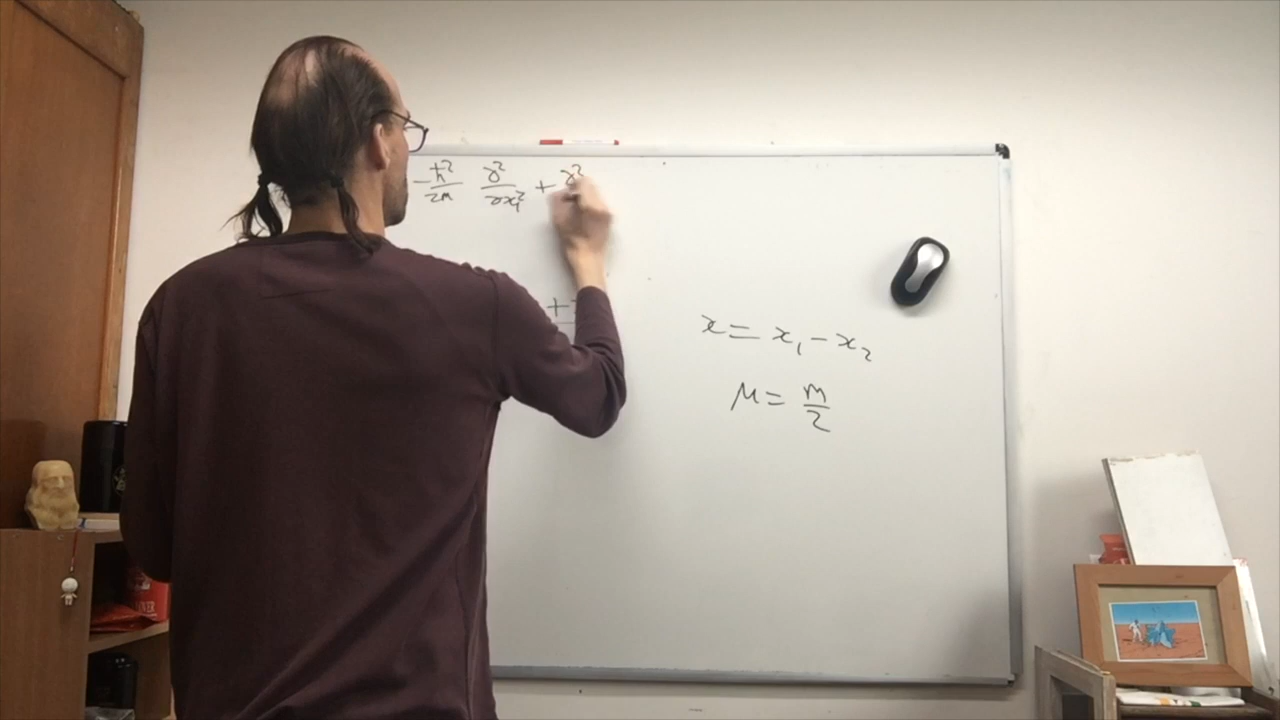 -ħ²/2m ∂²/∂x₁² + ∂²
+
x = x₁ - x₂
μ = m/2